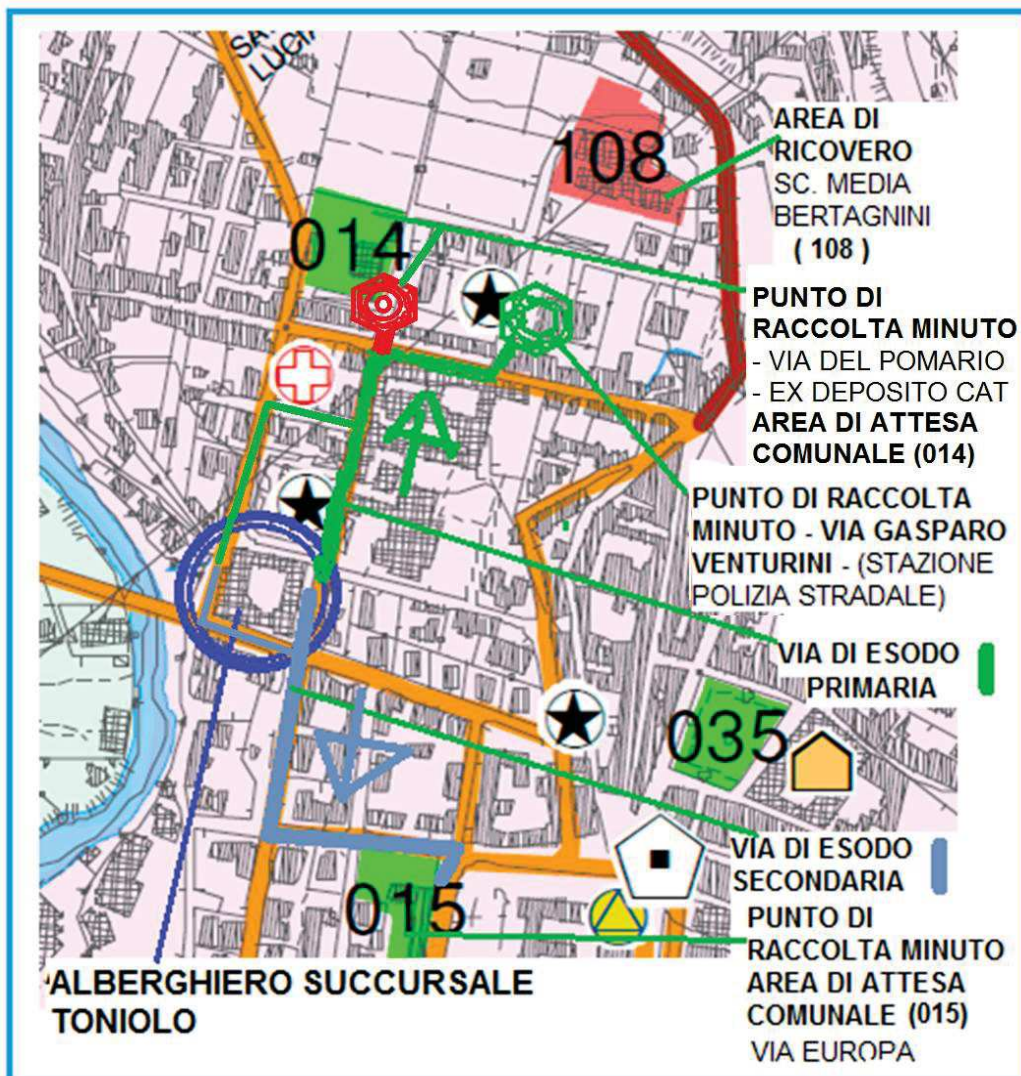 SA
LUCIA
108
014
035
015
AREA DI
RICOVERO
SC. MEDIA
BERTAGNINI
( 108 )
PUNTO DI
RACCOLTA MINUTO
- VIA DEL POMARIO
- EX DEPOSITO CAT
AREA DI ATTESA
COMUNALE (014)
PUNTO DI RACCOLTA
MINUTO - VIA GASPARO
VENTURINI - (STAZIONE
POLIZIA STRADALE)
VIA DI ESODO
PRIMARIA
VIA DI ESODO
SECONDARIA
PUNTO DI
RACCOLTA MINUTO
AREA DI ATTESA
COMUNALE (015)
VIA EUROPA
ALBERGHIERO SUCCURSALE
TONIOLO